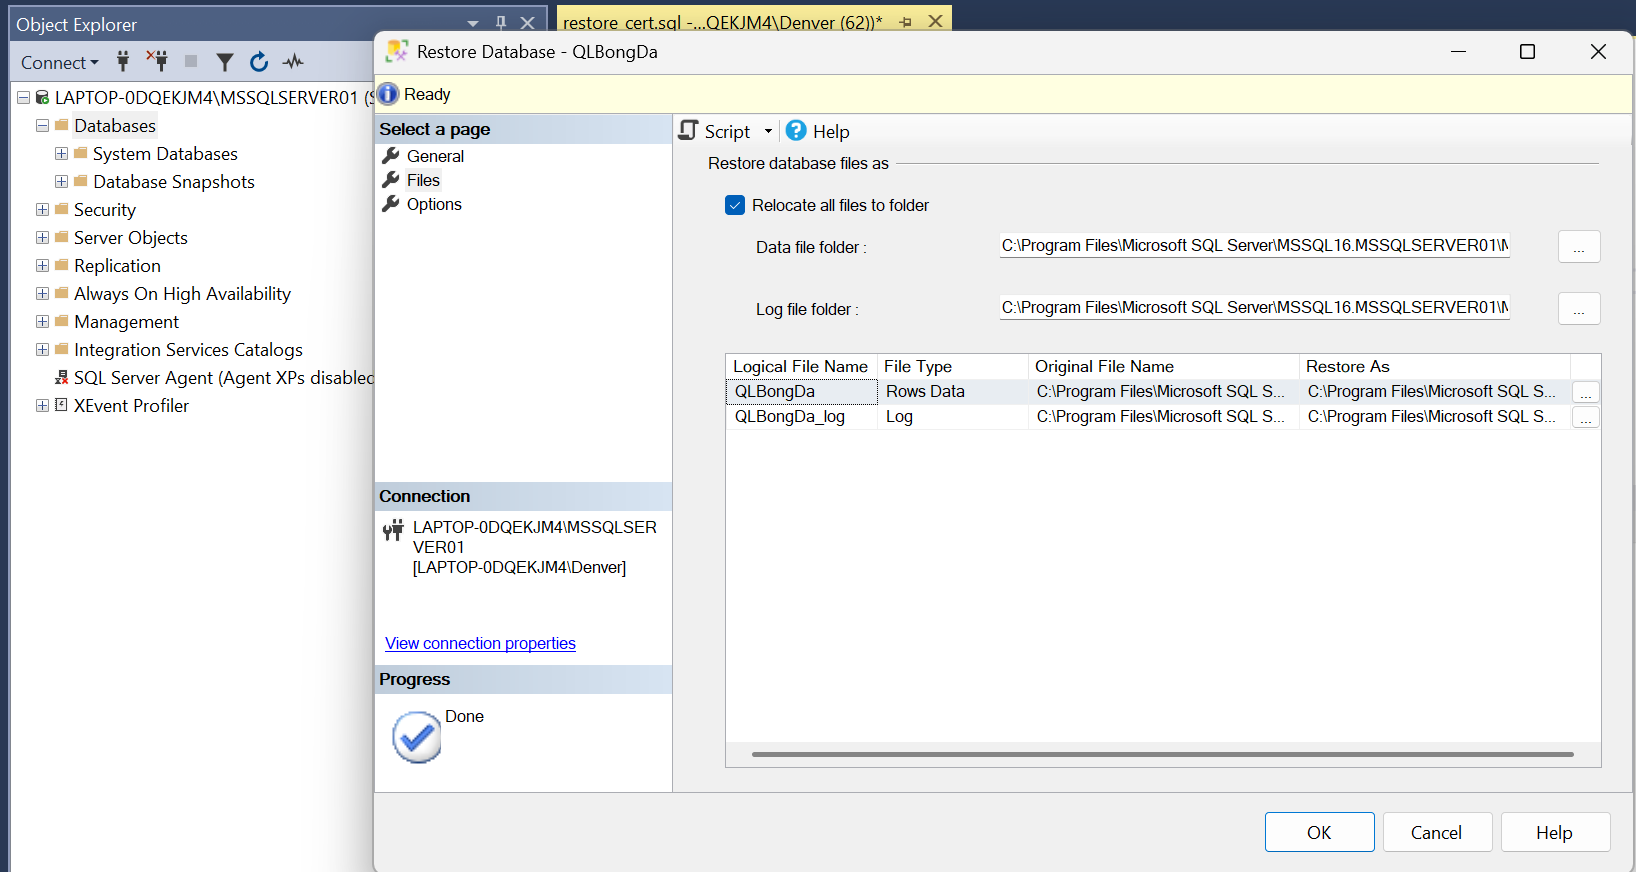 Object Explorer
restore_cert.sql -...QEKJM4\Denver (62))*
Connect
LAPTOP-0DQEKJM4\MSSQLSERVER01 (S
Databases
System Databases
Database Snapshots
Security
Server Objects
Replication
Always On High Availability
Management
Integration Services Catalogs
SQL Server Agent (Agent XPs disabled
XEvent Profiler
Restore Database - QLBongDa
Ready
Select a page
General
Files
Options
Connection
LAPTOP-0DQEKJM4\MSSQLSER
VER01
[LAPTOP-0DQEKJM4\Denver]
View connection properties
Progress
Done
Script Help
Restore database files as
Relocate all files to folder
Data file folder : C:\Program Files\Microsoft SQL Server\MSSQL16.MSSQLSERVER01\M ...
Log file folder : C:\Program Files\Microsoft SQL Server\MSSQL16.MSSQLSERVER01\M ...
Logical File Name File Type Original File Name Restore As
QLBongDa Rows Data C:\Program Files\Microsoft SQL S... C:\Program Files\Microsoft SQL S... ...
QLBongDa_log Log C:\Program Files\Microsoft SQL S... C:\Program Files\Microsoft SQL S... ...
OK Cancel Help